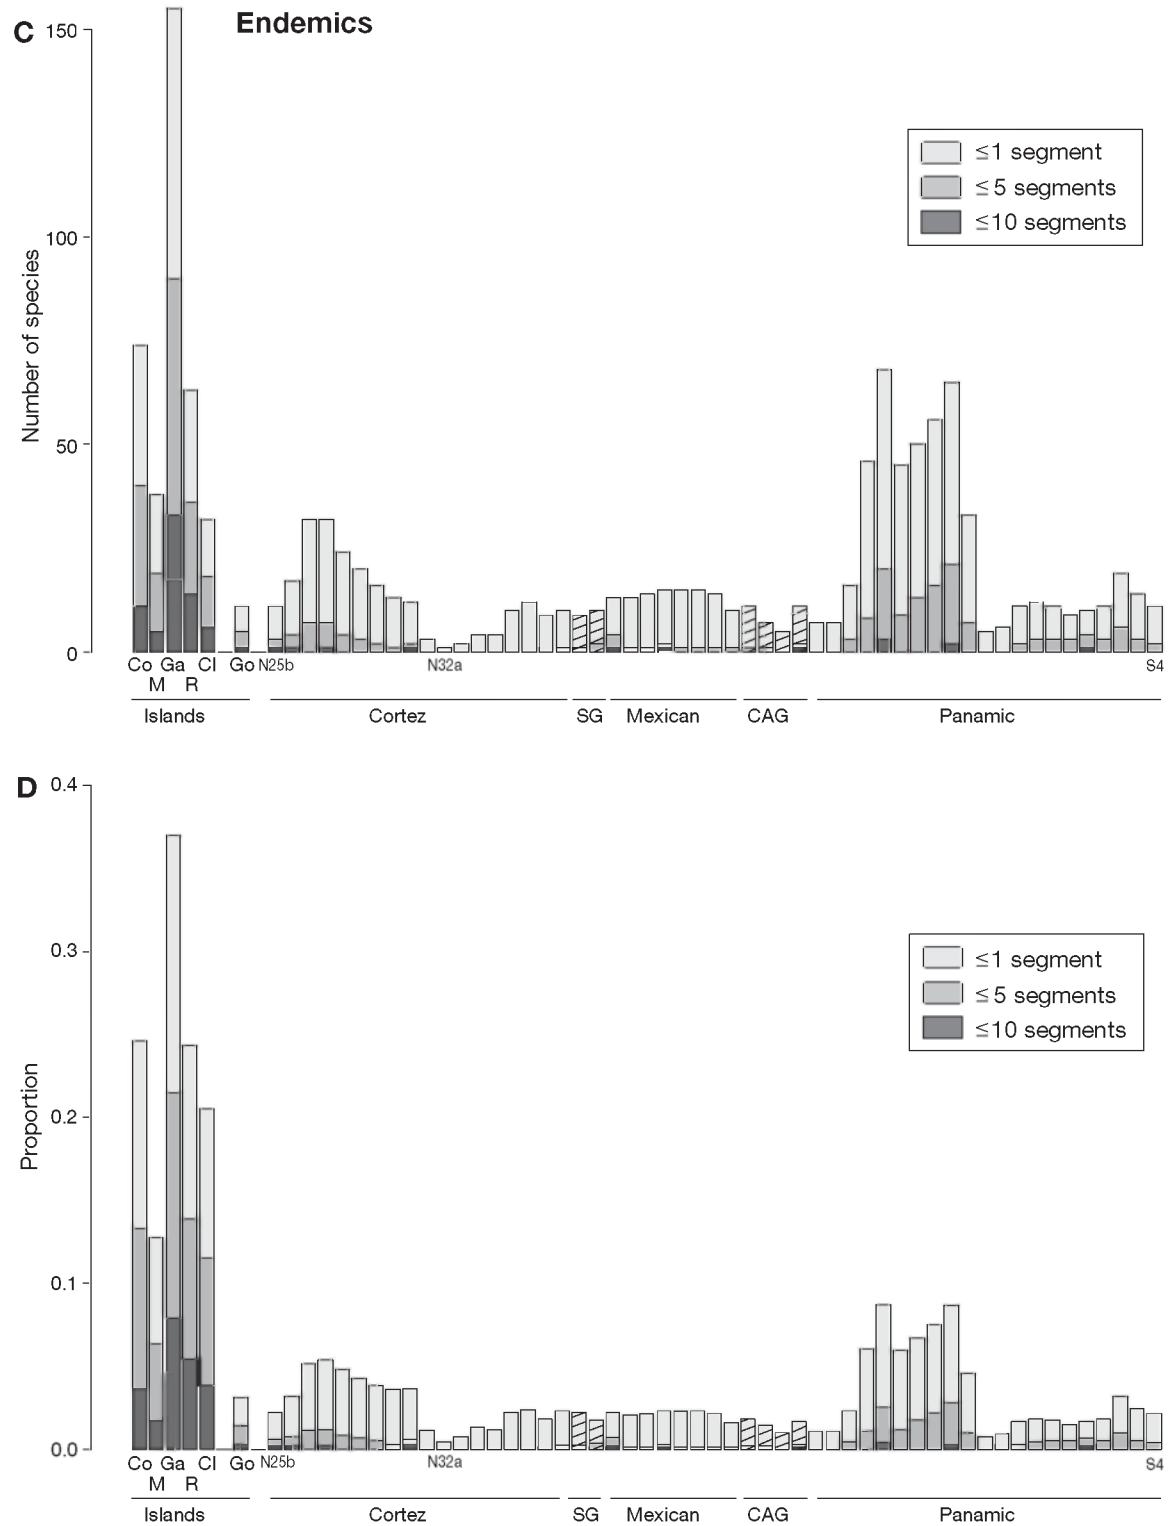 C
Endemics
150
100
50
0
Number of species
≤1 segment
≤5 segments
≤10 segments
Co Ga Cl Go N25b N32a S4
M R
Islands Cortez SG Mexican CAG Panamic
D
0.4
0.3
0.2
0.1
0.0
Proportion
≤1 segment
≤5 segments
≤10 segments
Co Ga Cl Go N25b N32a S4
M R
Islands Cortez SG Mexican CAG Panamic